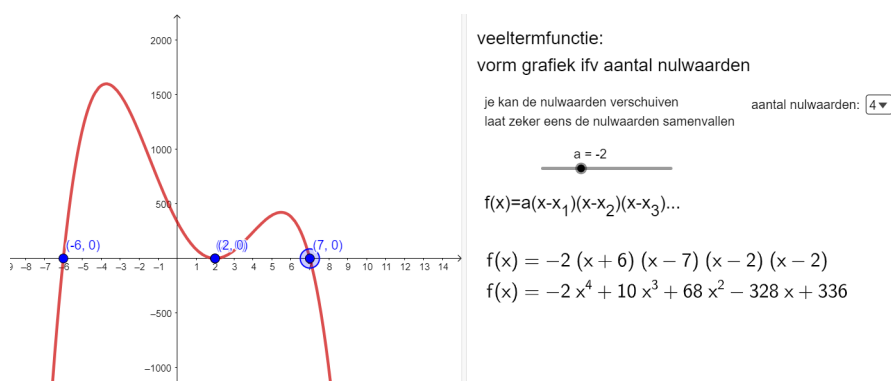 2000
1500
1000
500
(-6, 0)
(2, 0)
(7, 0)
9 −8 −7 −6 −5 −4 −3 −2 −1 1 2 3 4 5 6 7 8 9 10 11 12 13 14
−500
−1000
veeltermfunctie:
vorm grafiek ifv aantal nulwaarden
je kan de nulwaarden verschuiven
laat zeker eens de nulwaarden samenvallen
aantal nulwaarden: 4
a = -2
f(x)=a(x-x₁)(x-x₂)(x-x₃)...
f(x) = −2 (x + 6) (x − 7) (x − 2) (x − 2)
f(x) = −2 x⁴ + 10 x³ + 68 x² − 328 x + 336